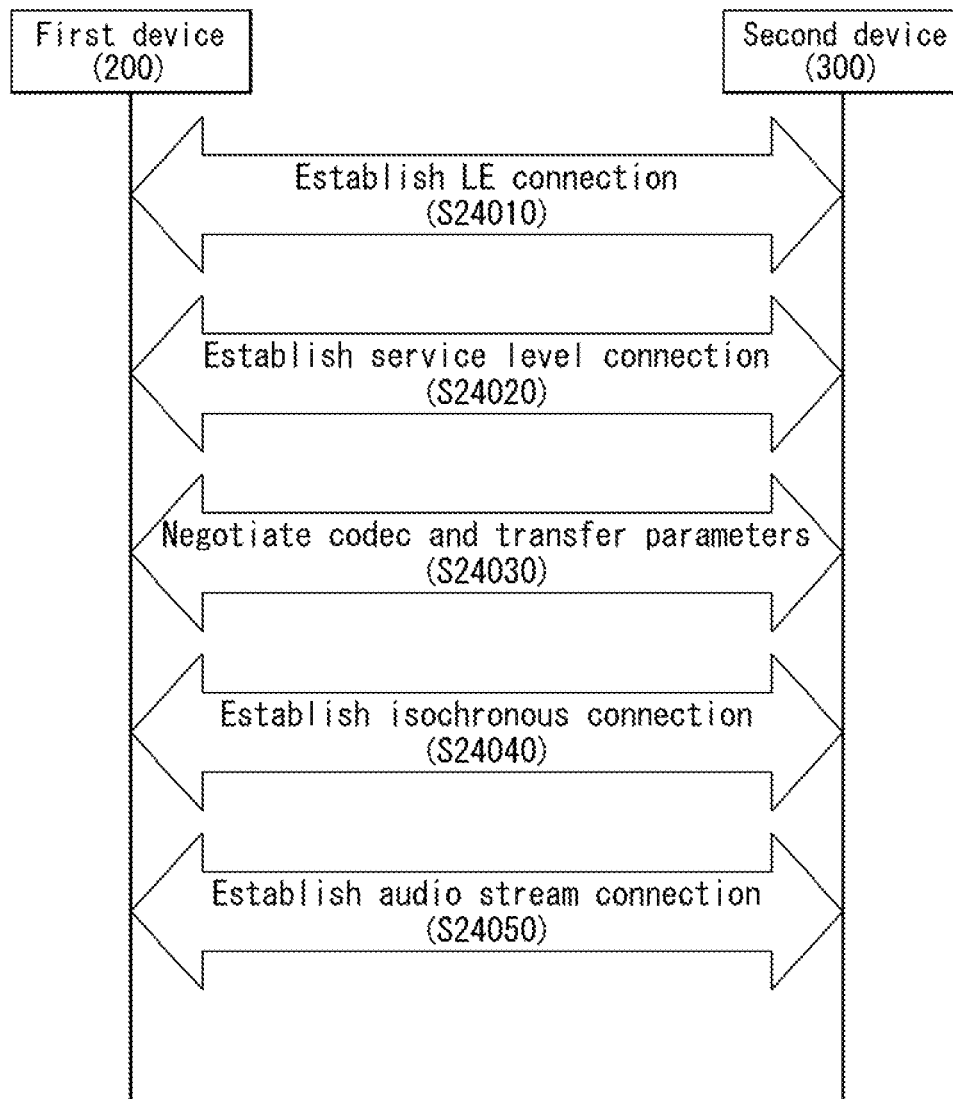 First device
(200)
Second device
(300)
Establish LE connection
(S24010)
Establish service level connection
(S24020)
Negotiate codec and transfer parameters
(S24030)
Establish isochronous connection
(S24040)
Establish audio stream connection
(S24050)